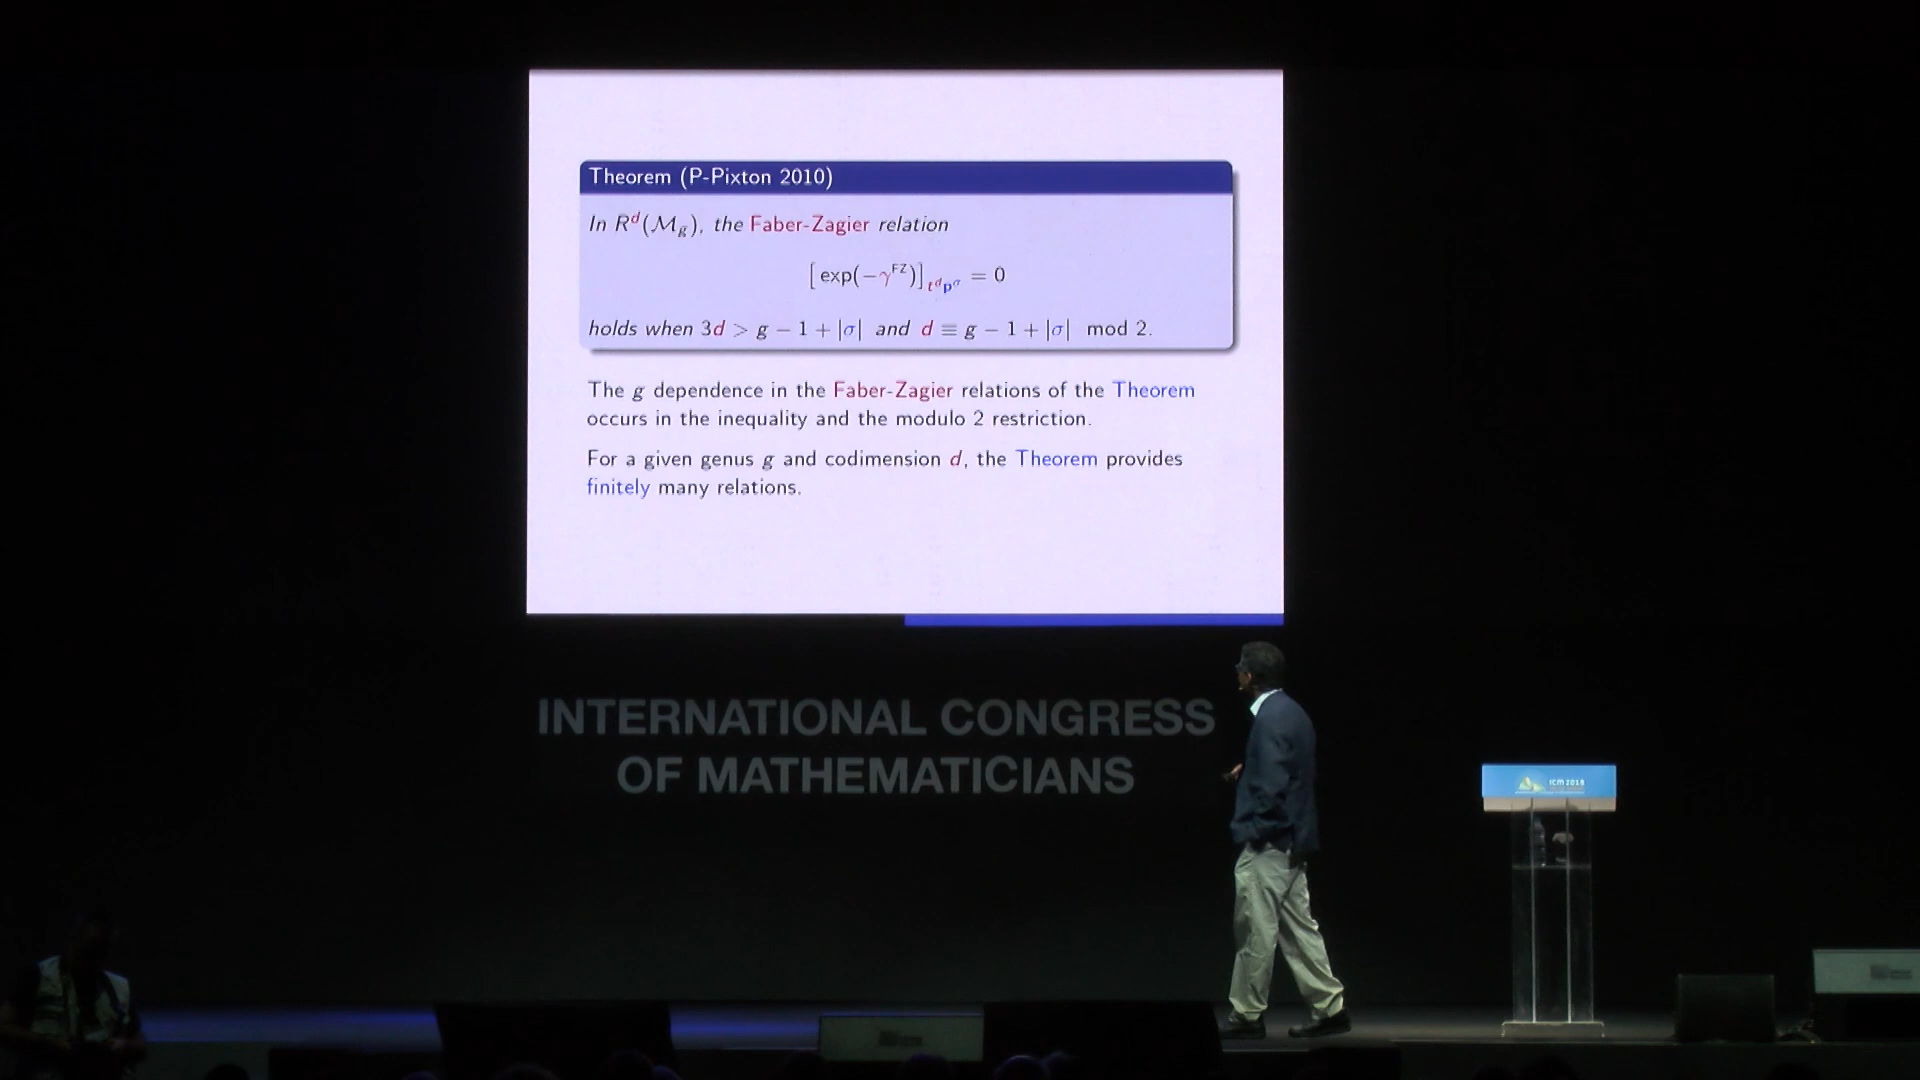 Theorem (P-Pixton 2010)
In R^d(M_g), the Faber-Zagier relation
[exp(−γ^FZ)]_{t^d p^σ} = 0
holds when 3d > g − 1 + |σ| and d ≡ g − 1 + |σ| mod 2.
The g dependence in the Faber-Zagier relations of the Theorem
occurs in the inequality and the modulo 2 restriction.
For a given genus g and codimension d, the Theorem provides
finitely many relations.
INTERNATIONAL CONGRESS
OF MATHEMATICIANS
ICM 2018